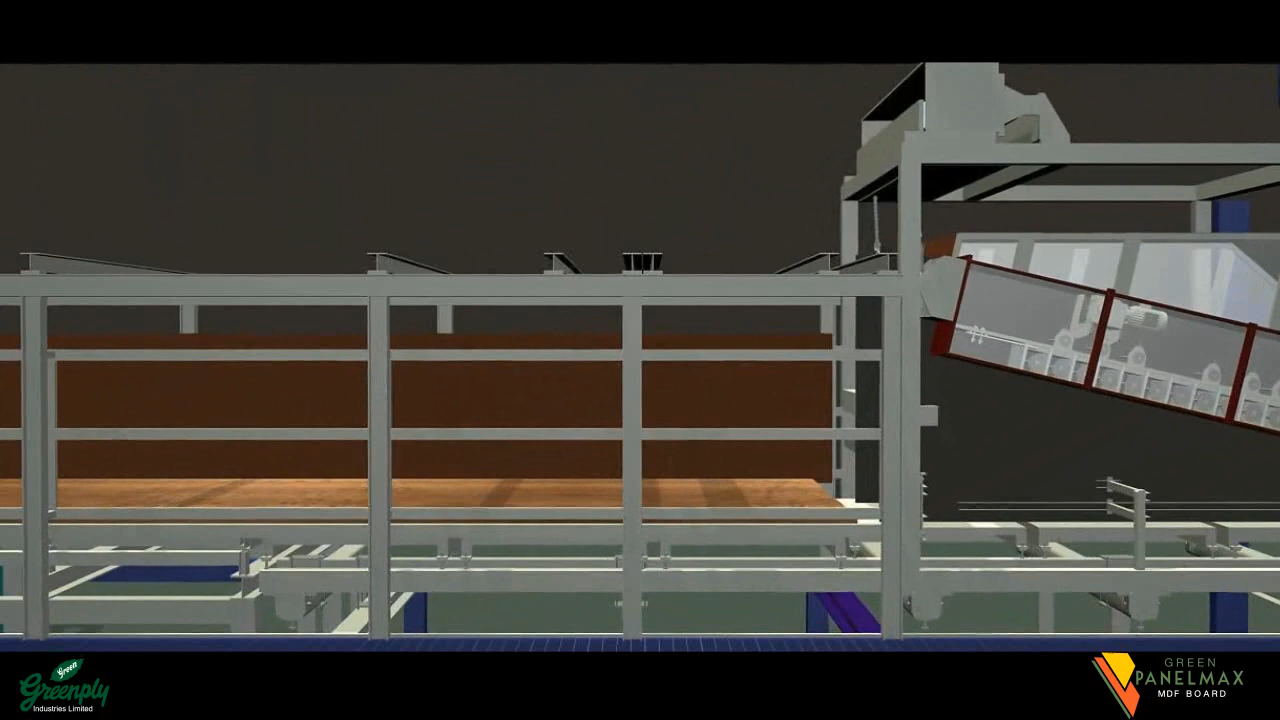 Green
Greenply
Industries Limited
GREEN
PANELMAX
MDF BOARD